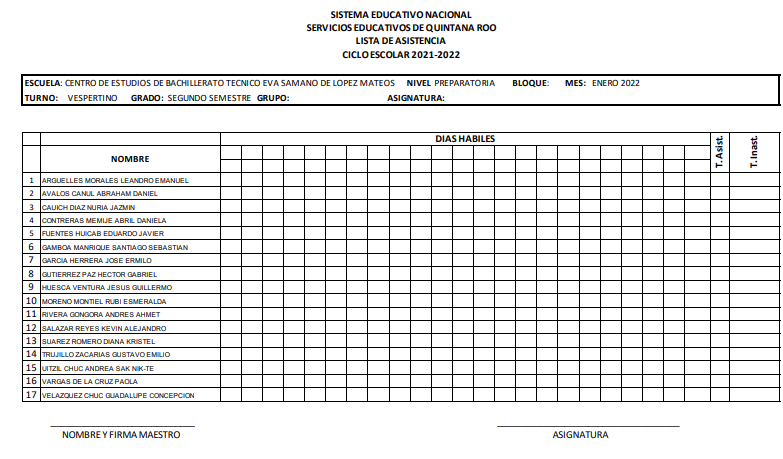 SISTEMA EDUCATIVO NACIONAL
SERVICIOS EDUCATIVOS DE QUINTANA ROO
LISTA DE ASISTENCIA
CICLO ESCOLAR 2021-2022
ESCUELA: CENTRO DE ESTUDIOS DE BACHILLERATO TECNICO EVA SAMANO DE LOPEZ MATEOS NIVEL PREPARATORIA BLOQUE: MES: ENERO 2022
TURNO: VESPERTINO GRADO: SEGUNDO SEMESTRE GRUPO: ASIGNATURA:
NOMBRE DIAS HABILES T. Asist. T. Inast.
1 ARGUELLES MORALES LEANDRO EMANUEL
2 AVALOS CANUL ABRAHAM DANIEL
3 CAUICH DIAZ NURIA JAZMIN
4 CONTRERAS MEMIJE ABRIL DANIELA
5 FUENTES HUICAB EDUARDO JAVIER
6 GAMBOA MANRIQUE SANTIAGO SEBASTIAN
7 GARCIA HERRERA JOSE ERMILO
8 GUTIERREZ PAZ HECTOR GABRIEL
9 HUESCA VENTURA JESUS GUILLERMO
10 MORENO MONTIEL RUBI ESMERALDA
11 RIVERA GONGORA ANDRES AHMET
12 SALAZAR REYES KEVIN ALEJANDRO
13 SUAREZ ROMERO DIANA KRISTEL
14 TRUJILLO ZACARIAS GUSTAVO EMILIO
15 UITZIL CHUC ANDREA SAK NIK-TE
16 VARGAS DE LA CRUZ PAOLA
17 VELAZQUEZ CHUC GUADALUPE CONCEPCION
NOMBRE Y FIRMA MAESTRO ASIGNATURA